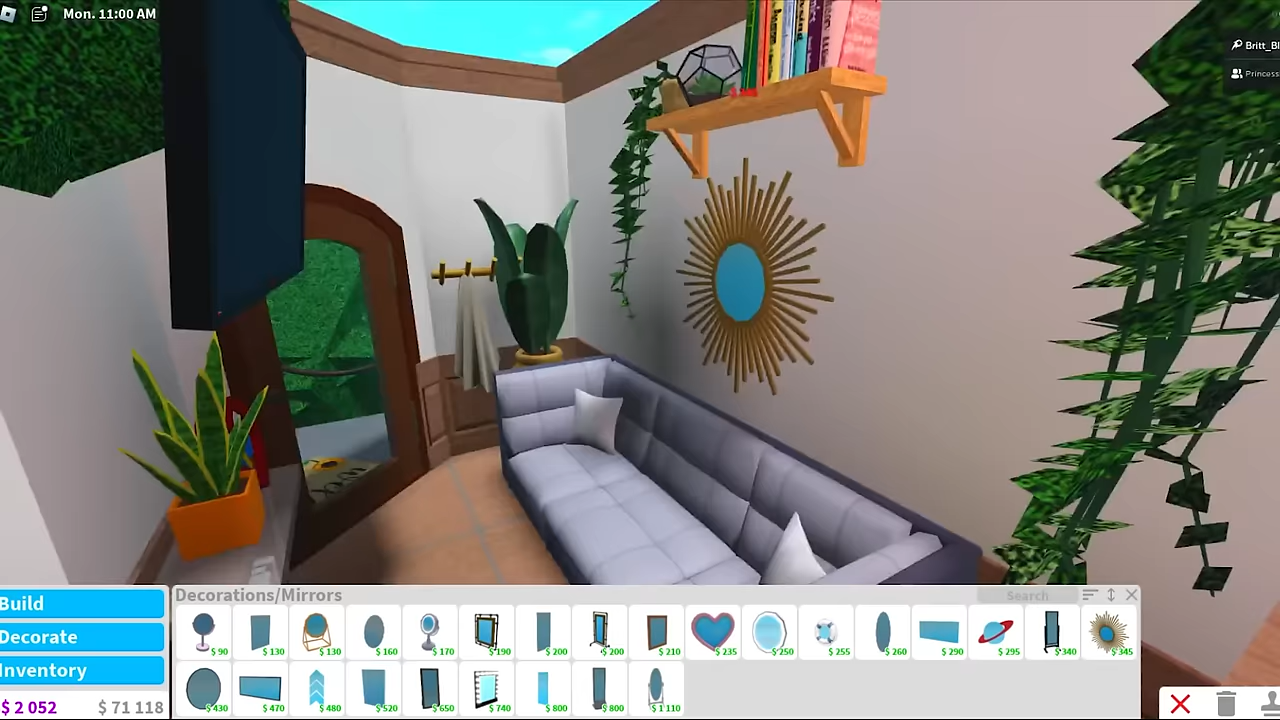 Mon. 11:00 AM
Britt_Bl
Princess
Build
Decorate
Inventory
$ 2 052
$ 71 118
Decorations/Mirrors
Search
$ 90
$ 130
$ 130
$ 160
$ 170
$ 190
$ 200
$ 200
$ 210
$ 235
$ 250
$ 255
$ 260
$ 290
$ 295
$ 340
$ 345
$ 430
$ 470
$ 480
$ 520
$ 650
$ 740
$ 800
$ 800
$ 1 110